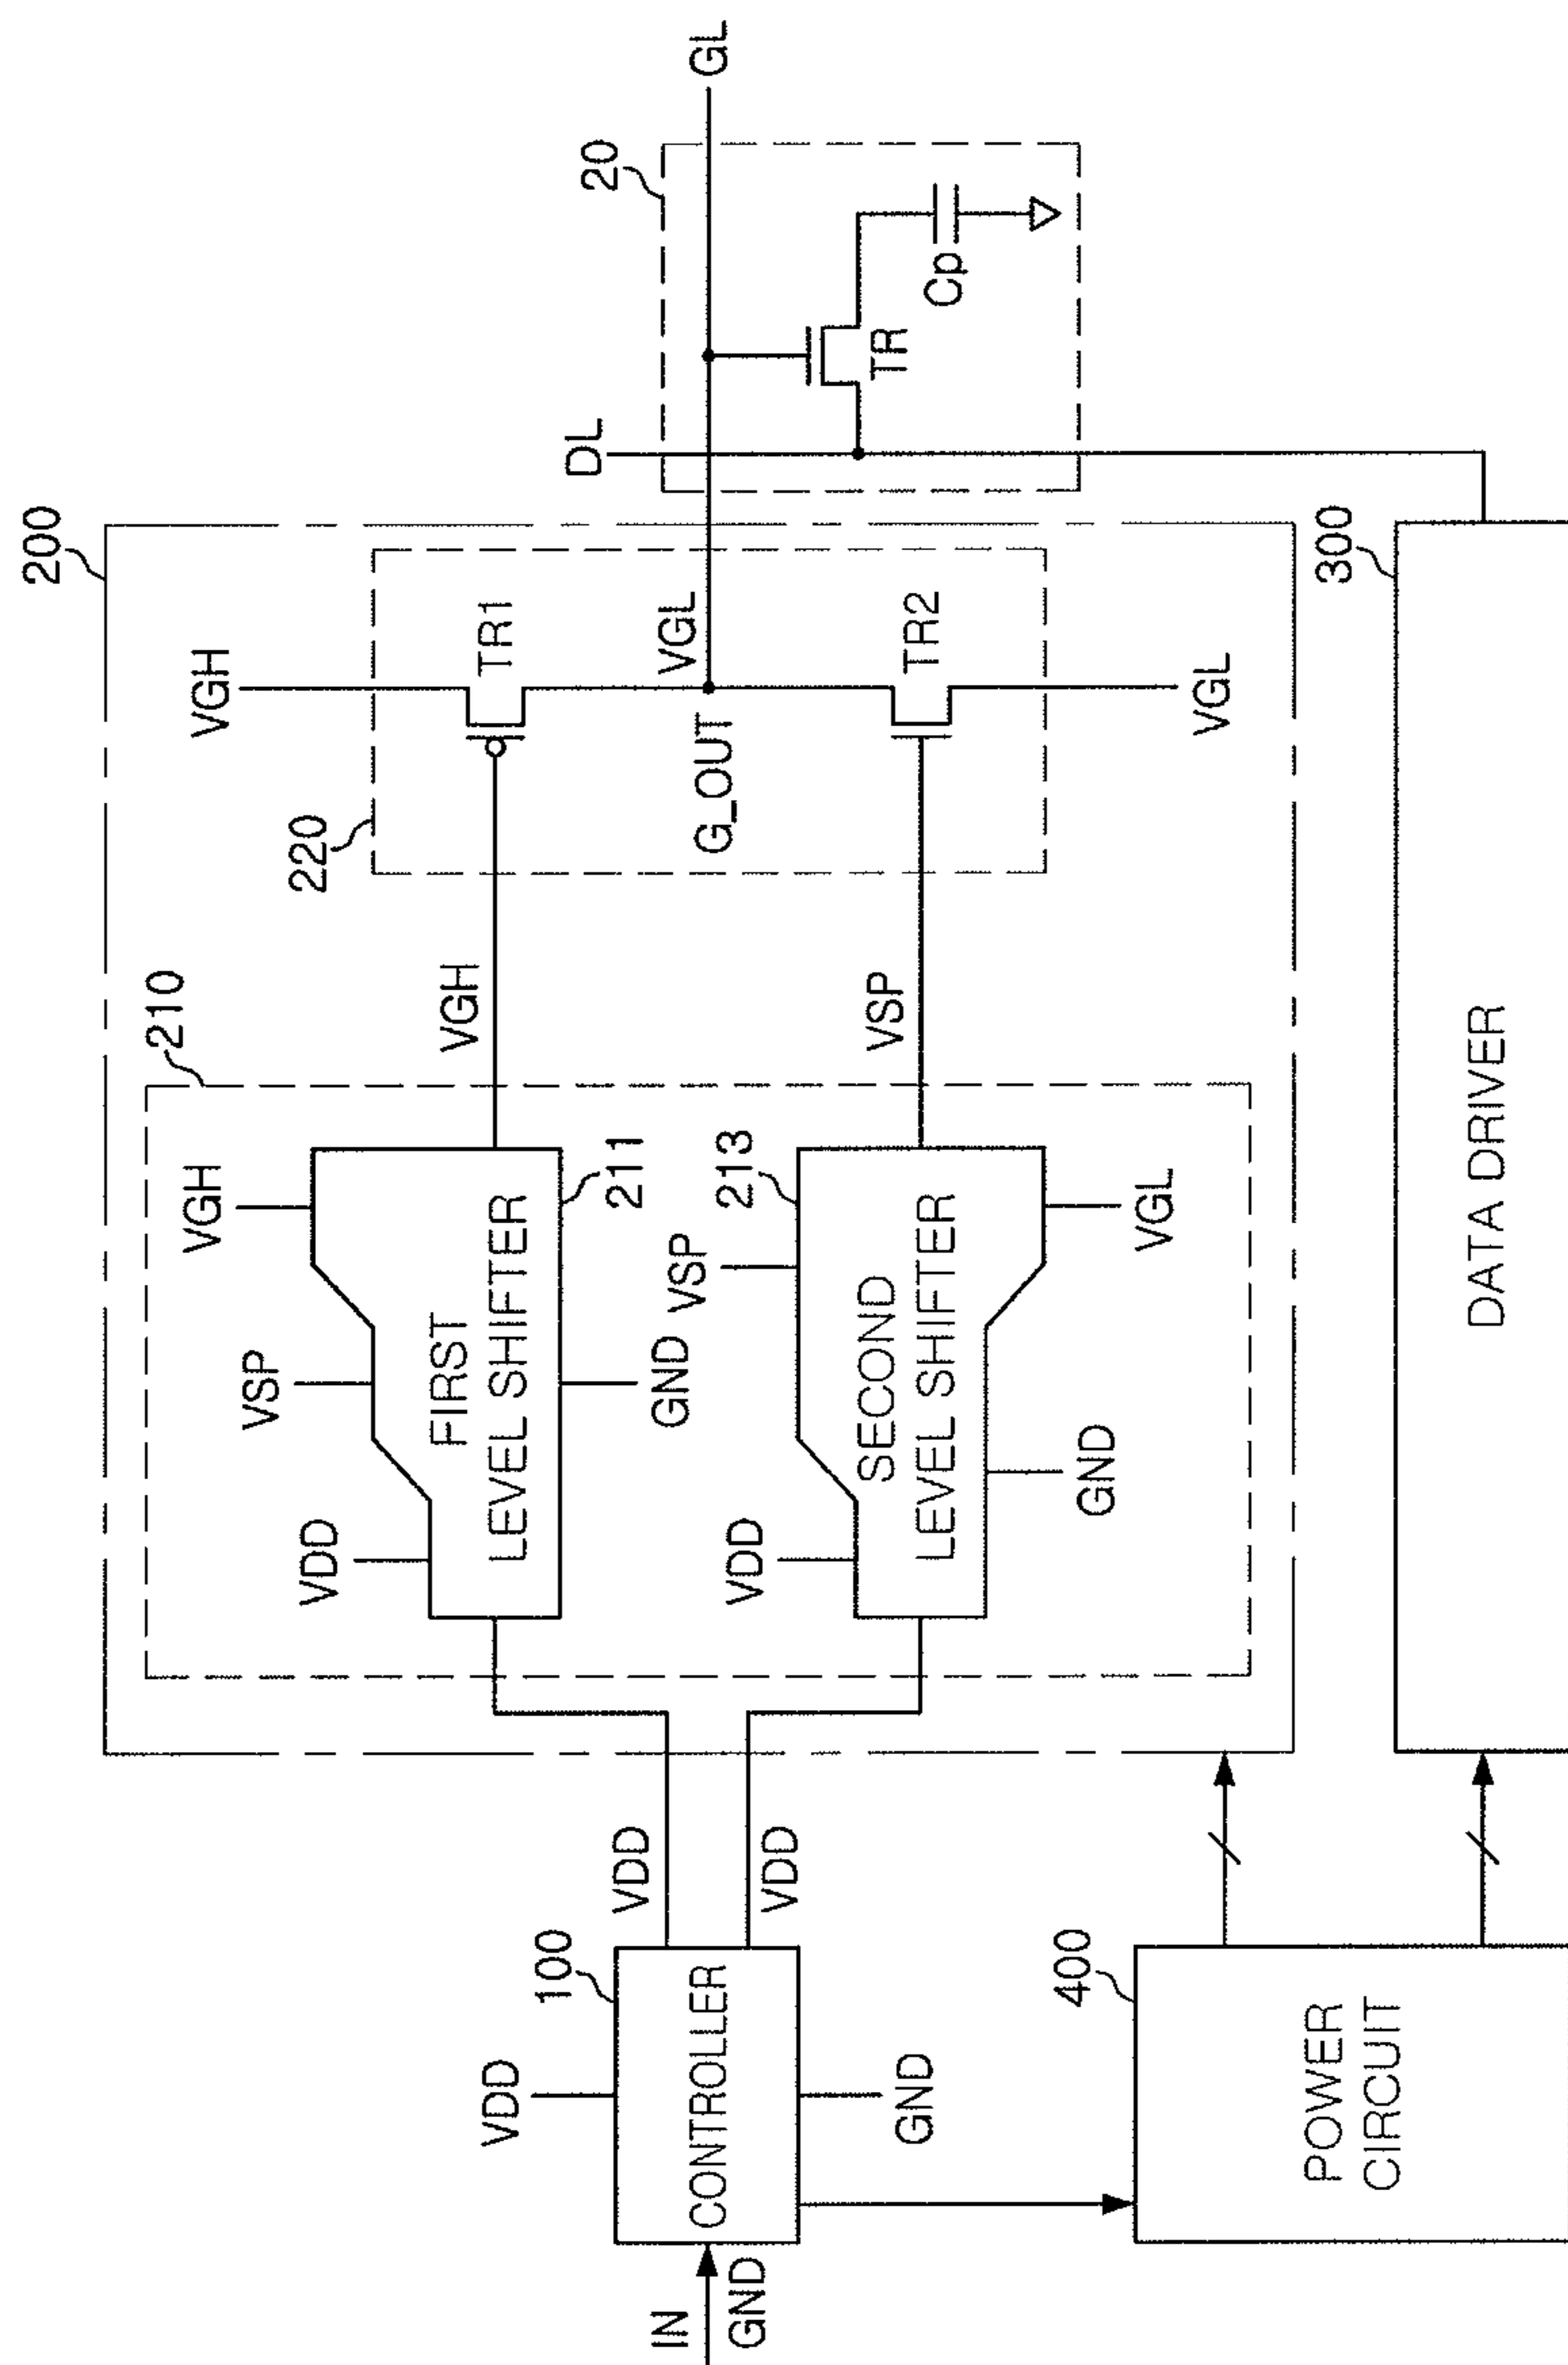 200
VGH
VGH
220
210
VSP
VGH
TR1
VDD
FIRST
LEVEL SHIFTER
211
VGL
GL
G_OUT
20
DL
TR
Cp
VDD
100
VDD
IN
GND
CONTROLLER
VDD
GND
VSP
GND
213
VSP
TR2
VDD
SECOND
LEVEL SHIFTER
GND
VGL
VGL
400
POWER
CIRCUIT
300
DATA DRIVER